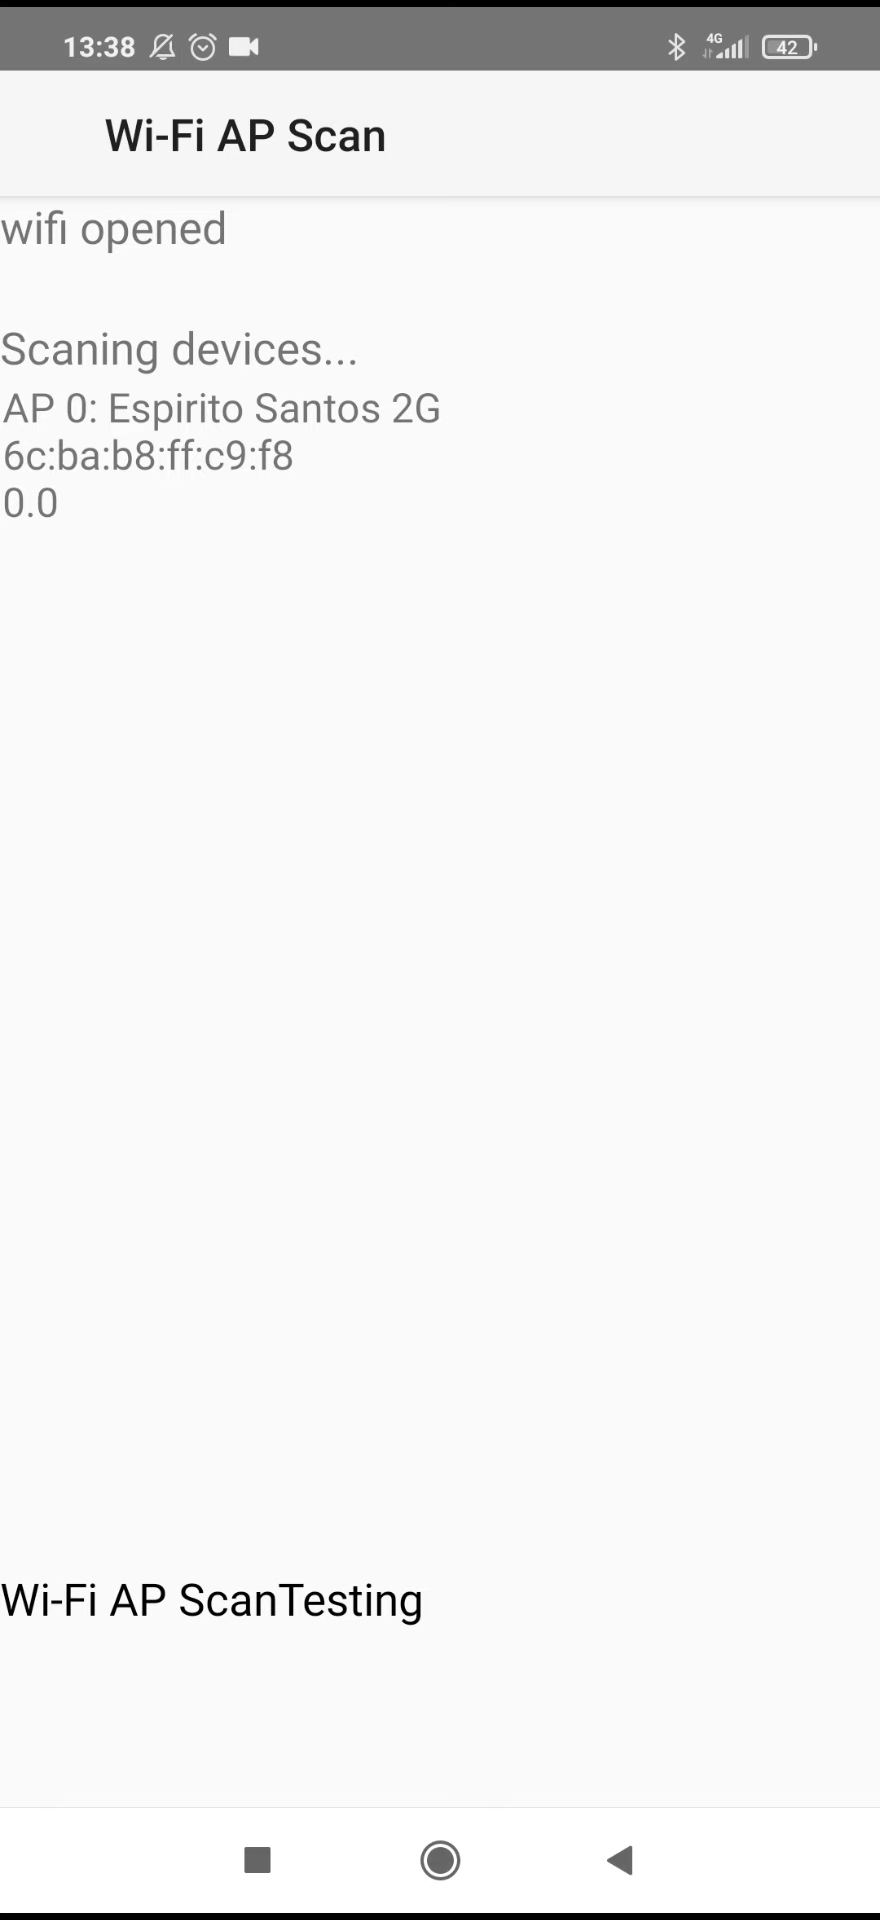 13:38
4G
42
Wi-Fi AP Scan
wifi opened
Scaning devices...
AP 0: Espirito Santos 2G
6c:ba:b8:ff:c9:f8
0.0
Wi-Fi AP ScanTesting